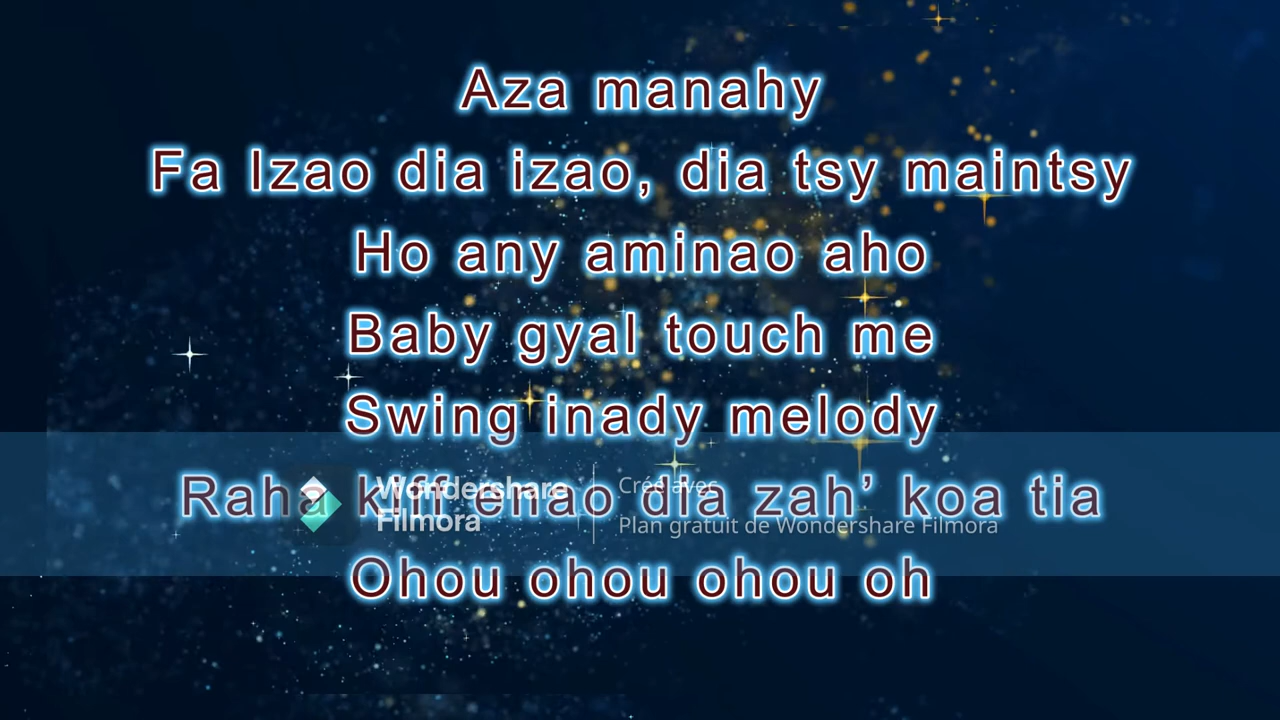 Aza manahy
Fa Izao dia izao, dia tsy maintsy
Ho any aminao aho
Baby gyal touch me
Swing inady melody
Raha kiff enao dia zah’ koa tia
Wondershare
Filmora
Créé avec
Plan gratuit de Wondershare Filmora
Ohou ohou ohou oh